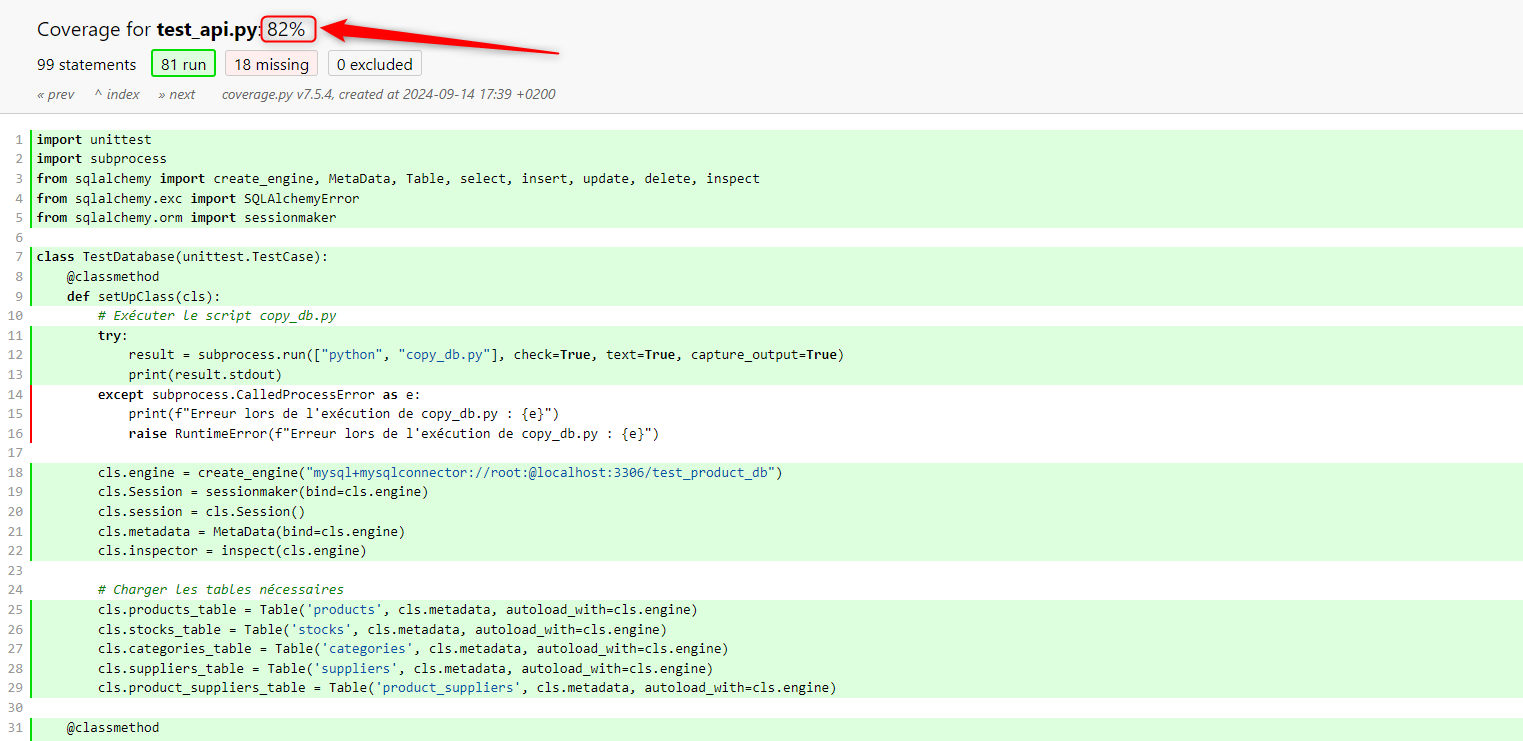 Coverage for test_api.py: 82%
99 statements 81 run 18 missing 0 excluded
« prev ^ index » next coverage.py v7.5.4, created at 2024-09-14 17:39 +0200
1 import unittest
2 import subprocess
3 from sqlalchemy import create_engine, MetaData, Table, select, insert, update, delete, inspect
4 from sqlalchemy.exc import SQLAlchemyError
5 from sqlalchemy.orm import sessionmaker
6
7 class TestDatabase(unittest.TestCase):
8     @classmethod
9     def setUpClass(cls):
10         # Exécuter le script copy_db.py
11         try:
12             result = subprocess.run(["python", "copy_db.py"], check=True, text=True, capture_output=True)
13             print(result.stdout)
14         except subprocess.CalledProcessError as e:
15             print(f"Erreur lors de l'exécution de copy_db.py : {e}")
16             raise RuntimeError(f"Erreur lors de l'exécution de copy_db.py : {e}")
17
18         cls.engine = create_engine("mysql+mysqlconnector://root:@localhost:3306/test_product_db")
19         cls.Session = sessionmaker(bind=cls.engine)
20         cls.session = cls.Session()
21         cls.metadata = MetaData(bind=cls.engine)
22         cls.inspector = inspect(cls.engine)
23
24         # Charger les tables nécessaires
25         cls.products_table = Table('products', cls.metadata, autoload_with=cls.engine)
26         cls.stocks_table = Table('stocks', cls.metadata, autoload_with=cls.engine)
27         cls.categories_table = Table('categories', cls.metadata, autoload_with=cls.engine)
28         cls.suppliers_table = Table('suppliers', cls.metadata, autoload_with=cls.engine)
29         cls.product_suppliers_table = Table('product_suppliers', cls.metadata, autoload_with=cls.engine)
30
31     @classmethod